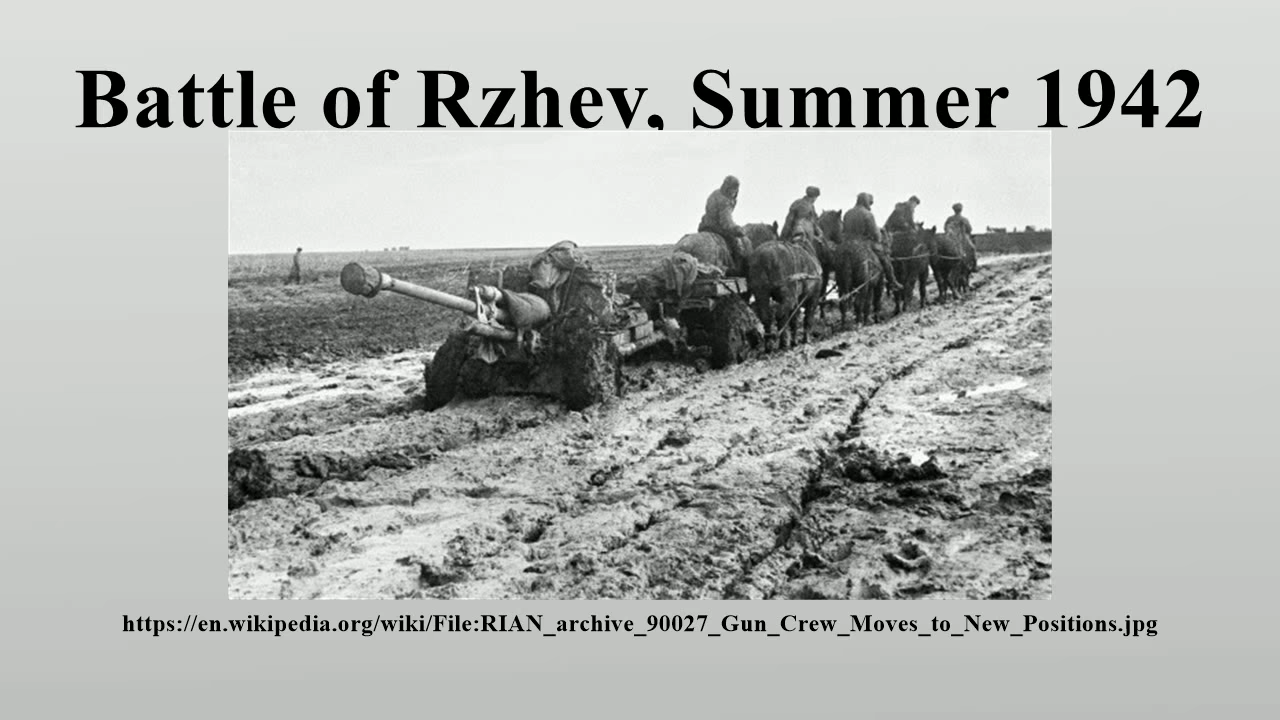 Battle of Rzhev, Summer 1942
https://en.wikipedia.org/wiki/File:RIAN_archive_90027_Gun_Crew_Moves_to_New_Positions.jpg